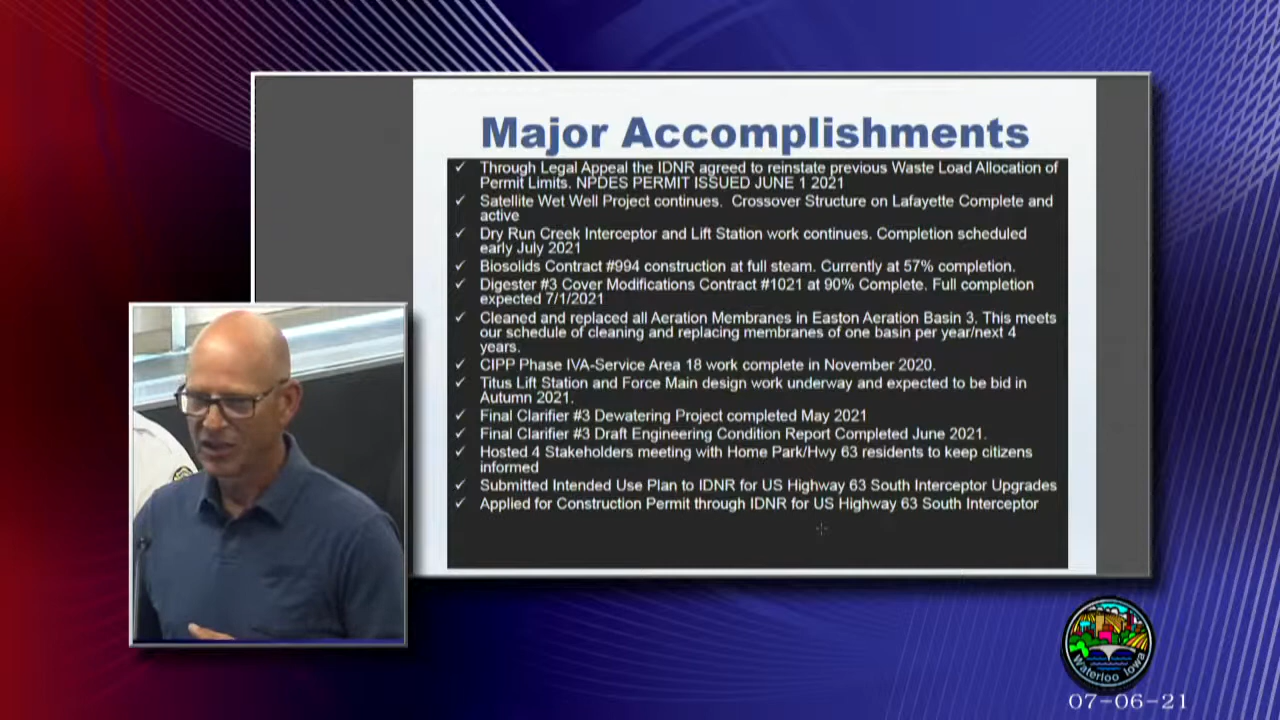 Major Accomplishments
✓ Through Legal Appeal the IDNR agreed to reinstate previous Waste Load Allocation of
Permit Limits. NPDES PERMIT ISSUED JUNE 1 2021
✓ Satellite Wet Well Project continues. Crossover Structure on Lafayette Complete and
active
✓ Dry Run Creek Interceptor and Lift Station work continues. Completion scheduled
early July 2021
✓ Biosolids Contract #994 construction at full steam. Currently at 57% completion.
✓ Digester #3 Cover Modifications Contract #1021 at 90% Complete. Full completion
expected 7/1/2021
✓ Cleaned and replaced all Aeration Membranes in Easton Aeration Basin 3. This meets
our schedule of cleaning and replacing membranes of one basin per year/next 4
years.
✓ CIPP Phase IVA-Service Area 18 work complete in November 2020.
✓ Titus Lift Station and Force Main design work underway and expected to be bid in
Autumn 2021.
✓ Final Clarifier #3 Dewatering Project completed May 2021
✓ Final Clarifier #3 Draft Engineering Condition Report Completed June 2021.
✓ Hosted 4 Stakeholders meeting with Home Park/Hwy 63 residents to keep citizens
informed
✓ Submitted Intended Use Plan to IDNR for US Highway 63 South Interceptor Upgrades
✓ Applied for Construction Permit through IDNR for US Highway 63 South Interceptor
Waterloo Iowa
07-06-21